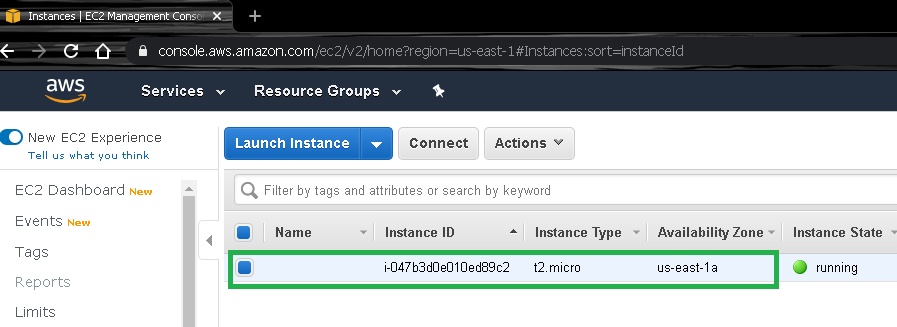 Instances | EC2 Management Conso
console.aws.amazon.com/ec2/v2/home?region=us-east-1#Instances:sort=instanceId
aws Services Resource Groups
New EC2 Experience
Tell us what you think
Launch Instance Connect Actions
EC2 Dashboard New
Filter by tags and attributes or search by keyword
Events New
Name Instance ID Instance Type Availability Zone Instance State
Tags
i-047b3d0e010ed89c2 t2.micro us-east-1a running
Reports
Limits